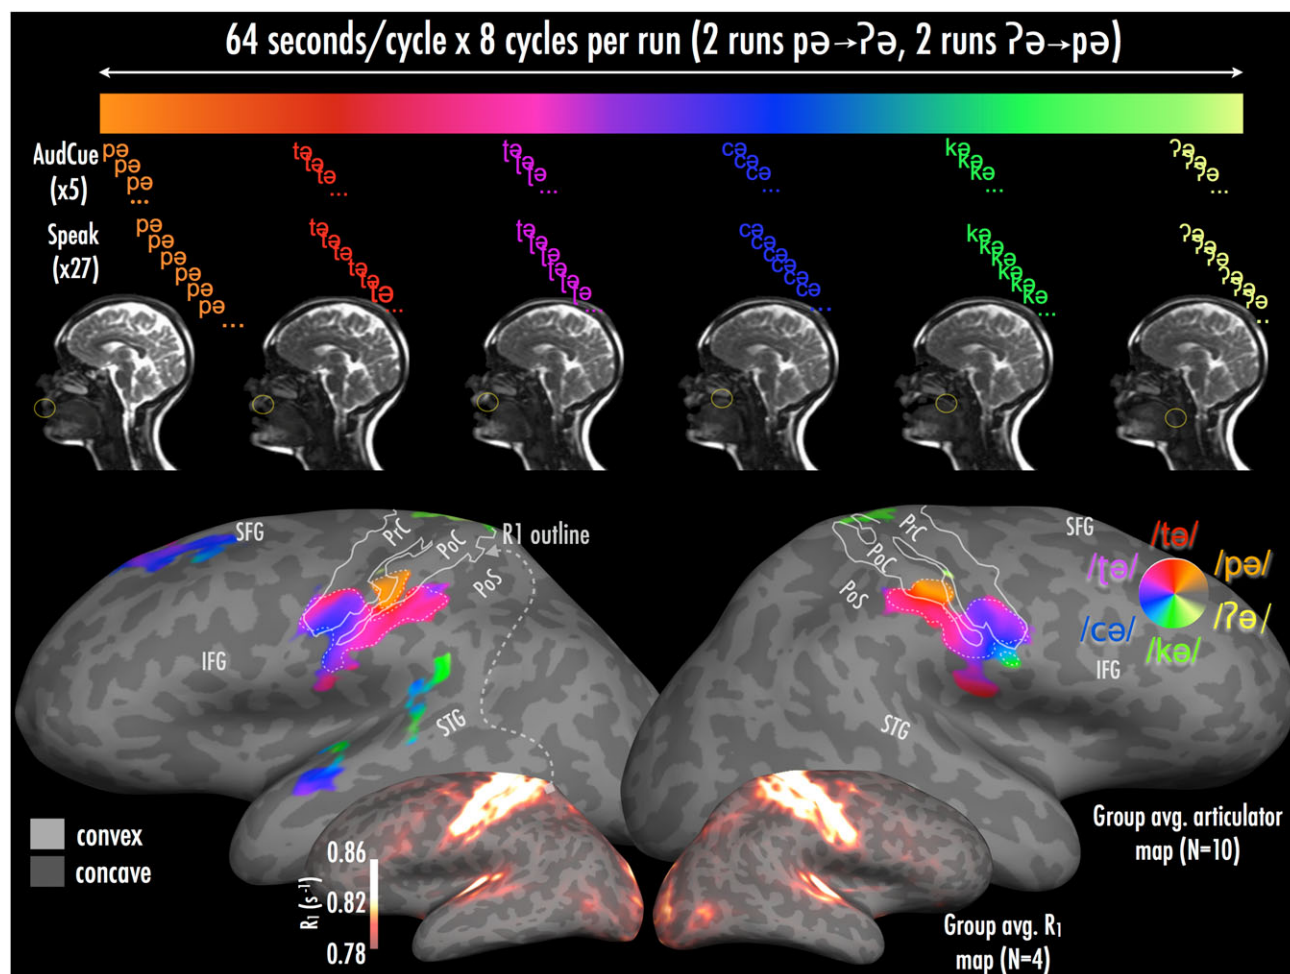 64 seconds/cycle x 8 cycles per run (2 runs pə→ʔə, 2 runs ʔə→pə)
AudCue
(x5)
pə
pə
pə
...
tə
tə
tə
...
ʈə
ʈə
ʈə
...
cə
cə
cə
...
kə
kə
kə
...
ʔə
ʔə
ʔə
...
Speak
(x27)
pə
pə
pə
pə
pə
pə
...
tə
tə
tə
tə
tə
tə
...
ʈə
ʈə
ʈə
ʈə
ʈə
ʈə
...
cə
cə
cə
cə
cə
cə
...
kə
kə
kə
kə
kə
kə
...
ʔə
ʔə
ʔə
ʔə
ʔə
ʔə
..
SFG
PrC
PoC
R1 outline
PoS
IFG
STG
PrC
SFG
PoC
PoS
IFG
STG
/tə/
/ʈə/
/pə/
/cə/
/ʔə/
/kə/
convex
concave
0.86
0.82
0.78
R₁ (s⁻¹)
Group avg. articulator
map (N=10)
Group avg. R₁
map (N=4)